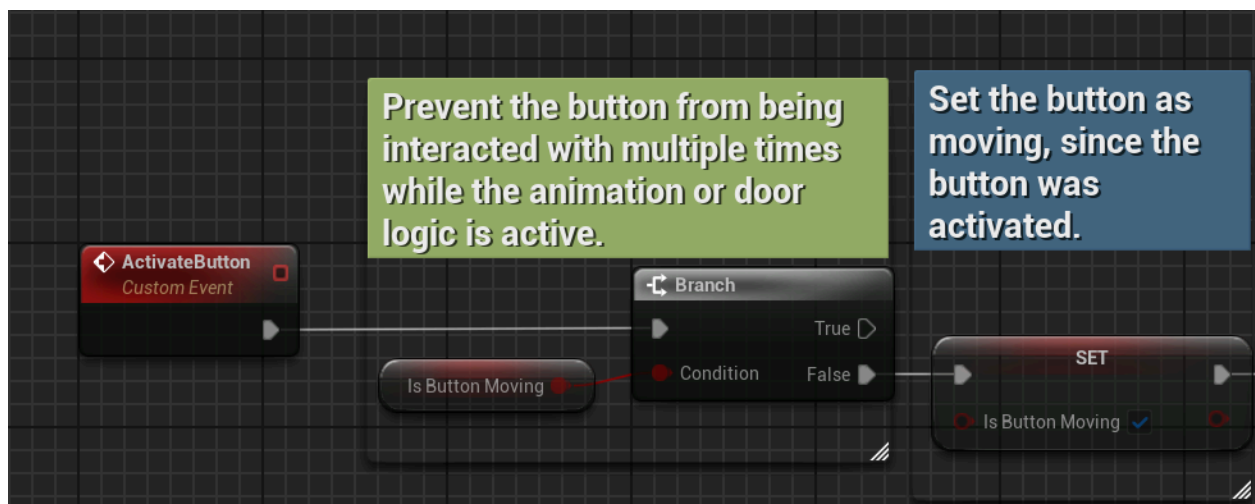 Prevent the button from being
interacted with multiple times
while the animation or door
logic is active.
Set the button as
moving, since the
button was
activated.
ActivateButton
Custom Event
Branch
True
Is Button Moving
Condition
False
SET
Is Button Moving